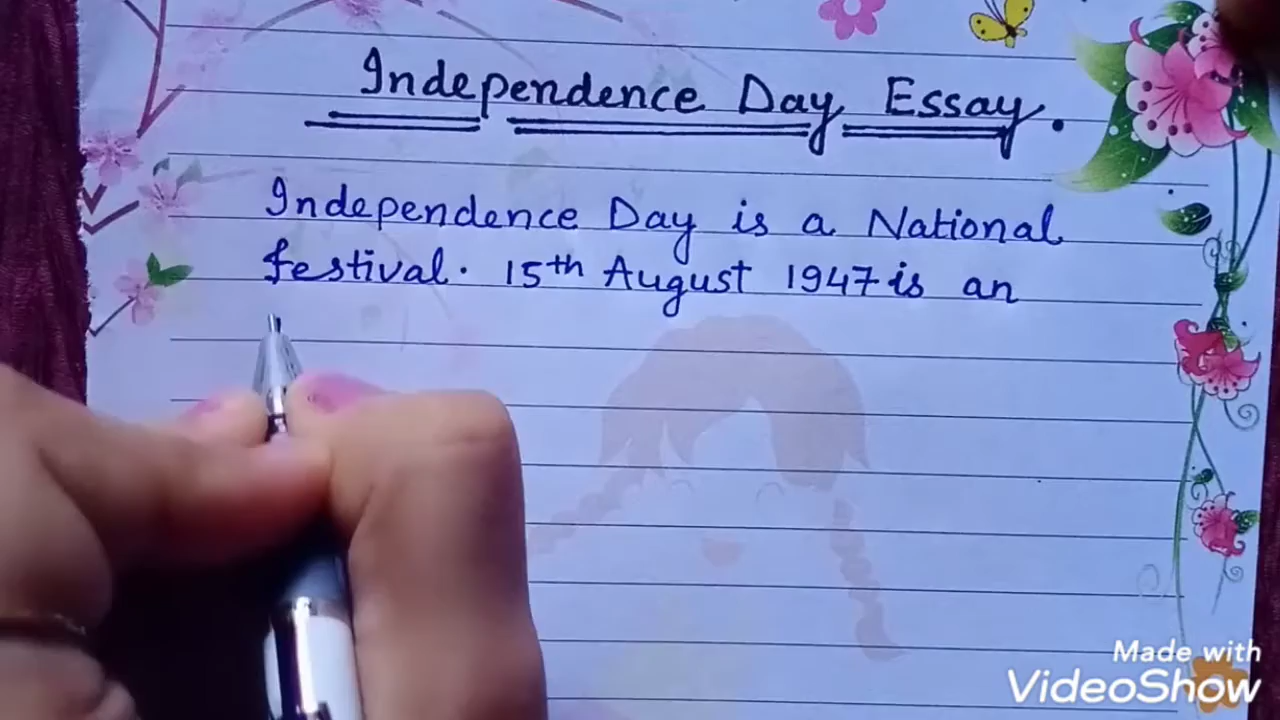 Independence Day Essay.
Independence Day is a National
festival. 15th August 1947 is an
Made with
VideoShow